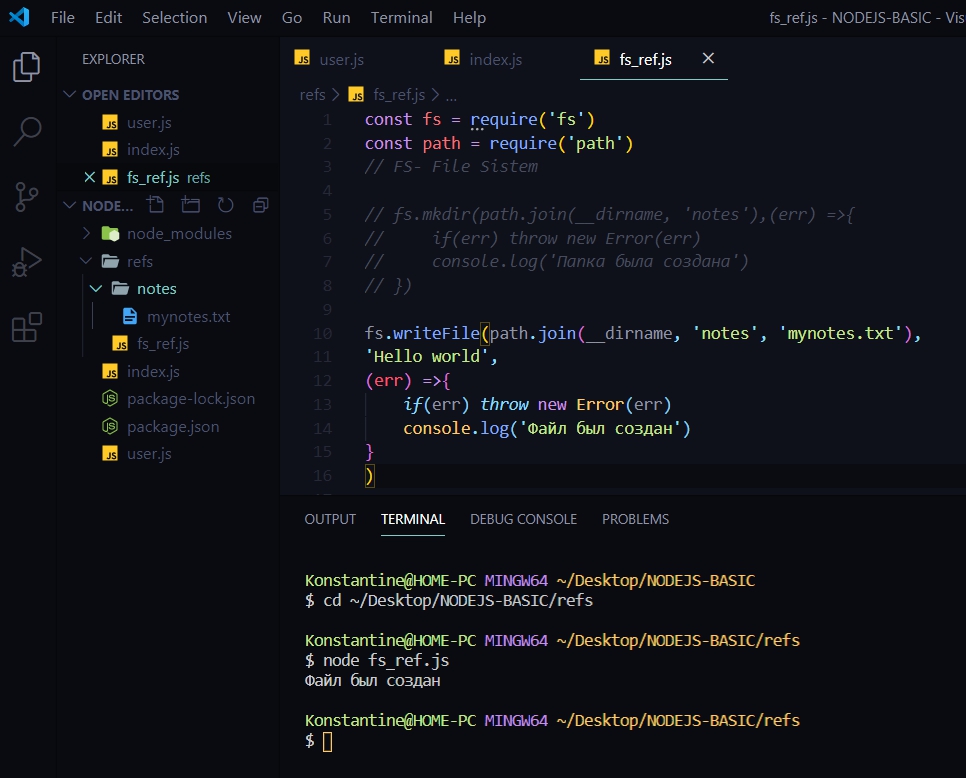 File Edit Selection View Go Run Terminal Help fs_ref.js - NODEJS-BASIC - Vis
EXPLORER
OPEN EDITORS
JS user.js
JS index.js
JS fs_ref.js refs
NODE...
node_modules
refs
notes
mynotes.txt
JS fs_ref.js
JS index.js
JS package-lock.json
JS package.json
JS user.js
JS user.js JS index.js JS fs_ref.js
refs > JS fs_ref.js > ...
1 const fs = require('fs')
2 const path = require('path')
3 // FS- File Sistem
4
5 // fs.mkdir(path.join(__dirname, 'notes'),(err) =>{
6 //     if(err) throw new Error(err)
7 //     console.log('Папка была создана')
8 // })
9
10 fs.writeFile(path.join(__dirname, 'notes', 'mynotes.txt'),
11 'Hello world',
12 (err) =>{
13     if(err) throw new Error(err)
14     console.log('Файл был создан')
15 }
16 )
OUTPUT TERMINAL DEBUG CONSOLE PROBLEMS
Konstantine@HOME-PC MINGW64 ~/Desktop/NODEJS-BASIC
$ cd ~/Desktop/NODEJS-BASIC/refs
Konstantine@HOME-PC MINGW64 ~/Desktop/NODEJS-BASIC/refs
$ node fs_ref.js
Файл был создан
Konstantine@HOME-PC MINGW64 ~/Desktop/NODEJS-BASIC/refs
$